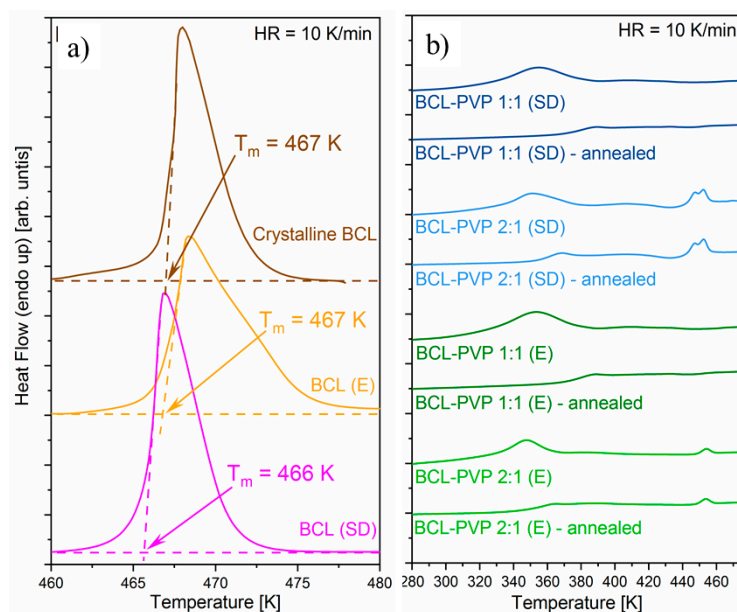 a)
HR = 10 K/min
Tm = 467 K
Crystalline BCL
Tm = 467 K
BCL (E)
Tm = 466 K
BCL (SD)
Heat Flow (endo up) [arb. untis]
460 465 470 475 480
Temperature [K]
b)
HR = 10 K/min
BCL-PVP 1:1 (SD)
BCL-PVP 1:1 (SD) - annealed
BCL-PVP 2:1 (SD)
BCL-PVP 2:1 (SD) - annealed
BCL-PVP 1:1 (E)
BCL-PVP 1:1 (E) - annealed
BCL-PVP 2:1 (E)
BCL-PVP 2:1 (E) - annealed
280 300 320 340 360 380 400 420 440 460
Temperature [K]